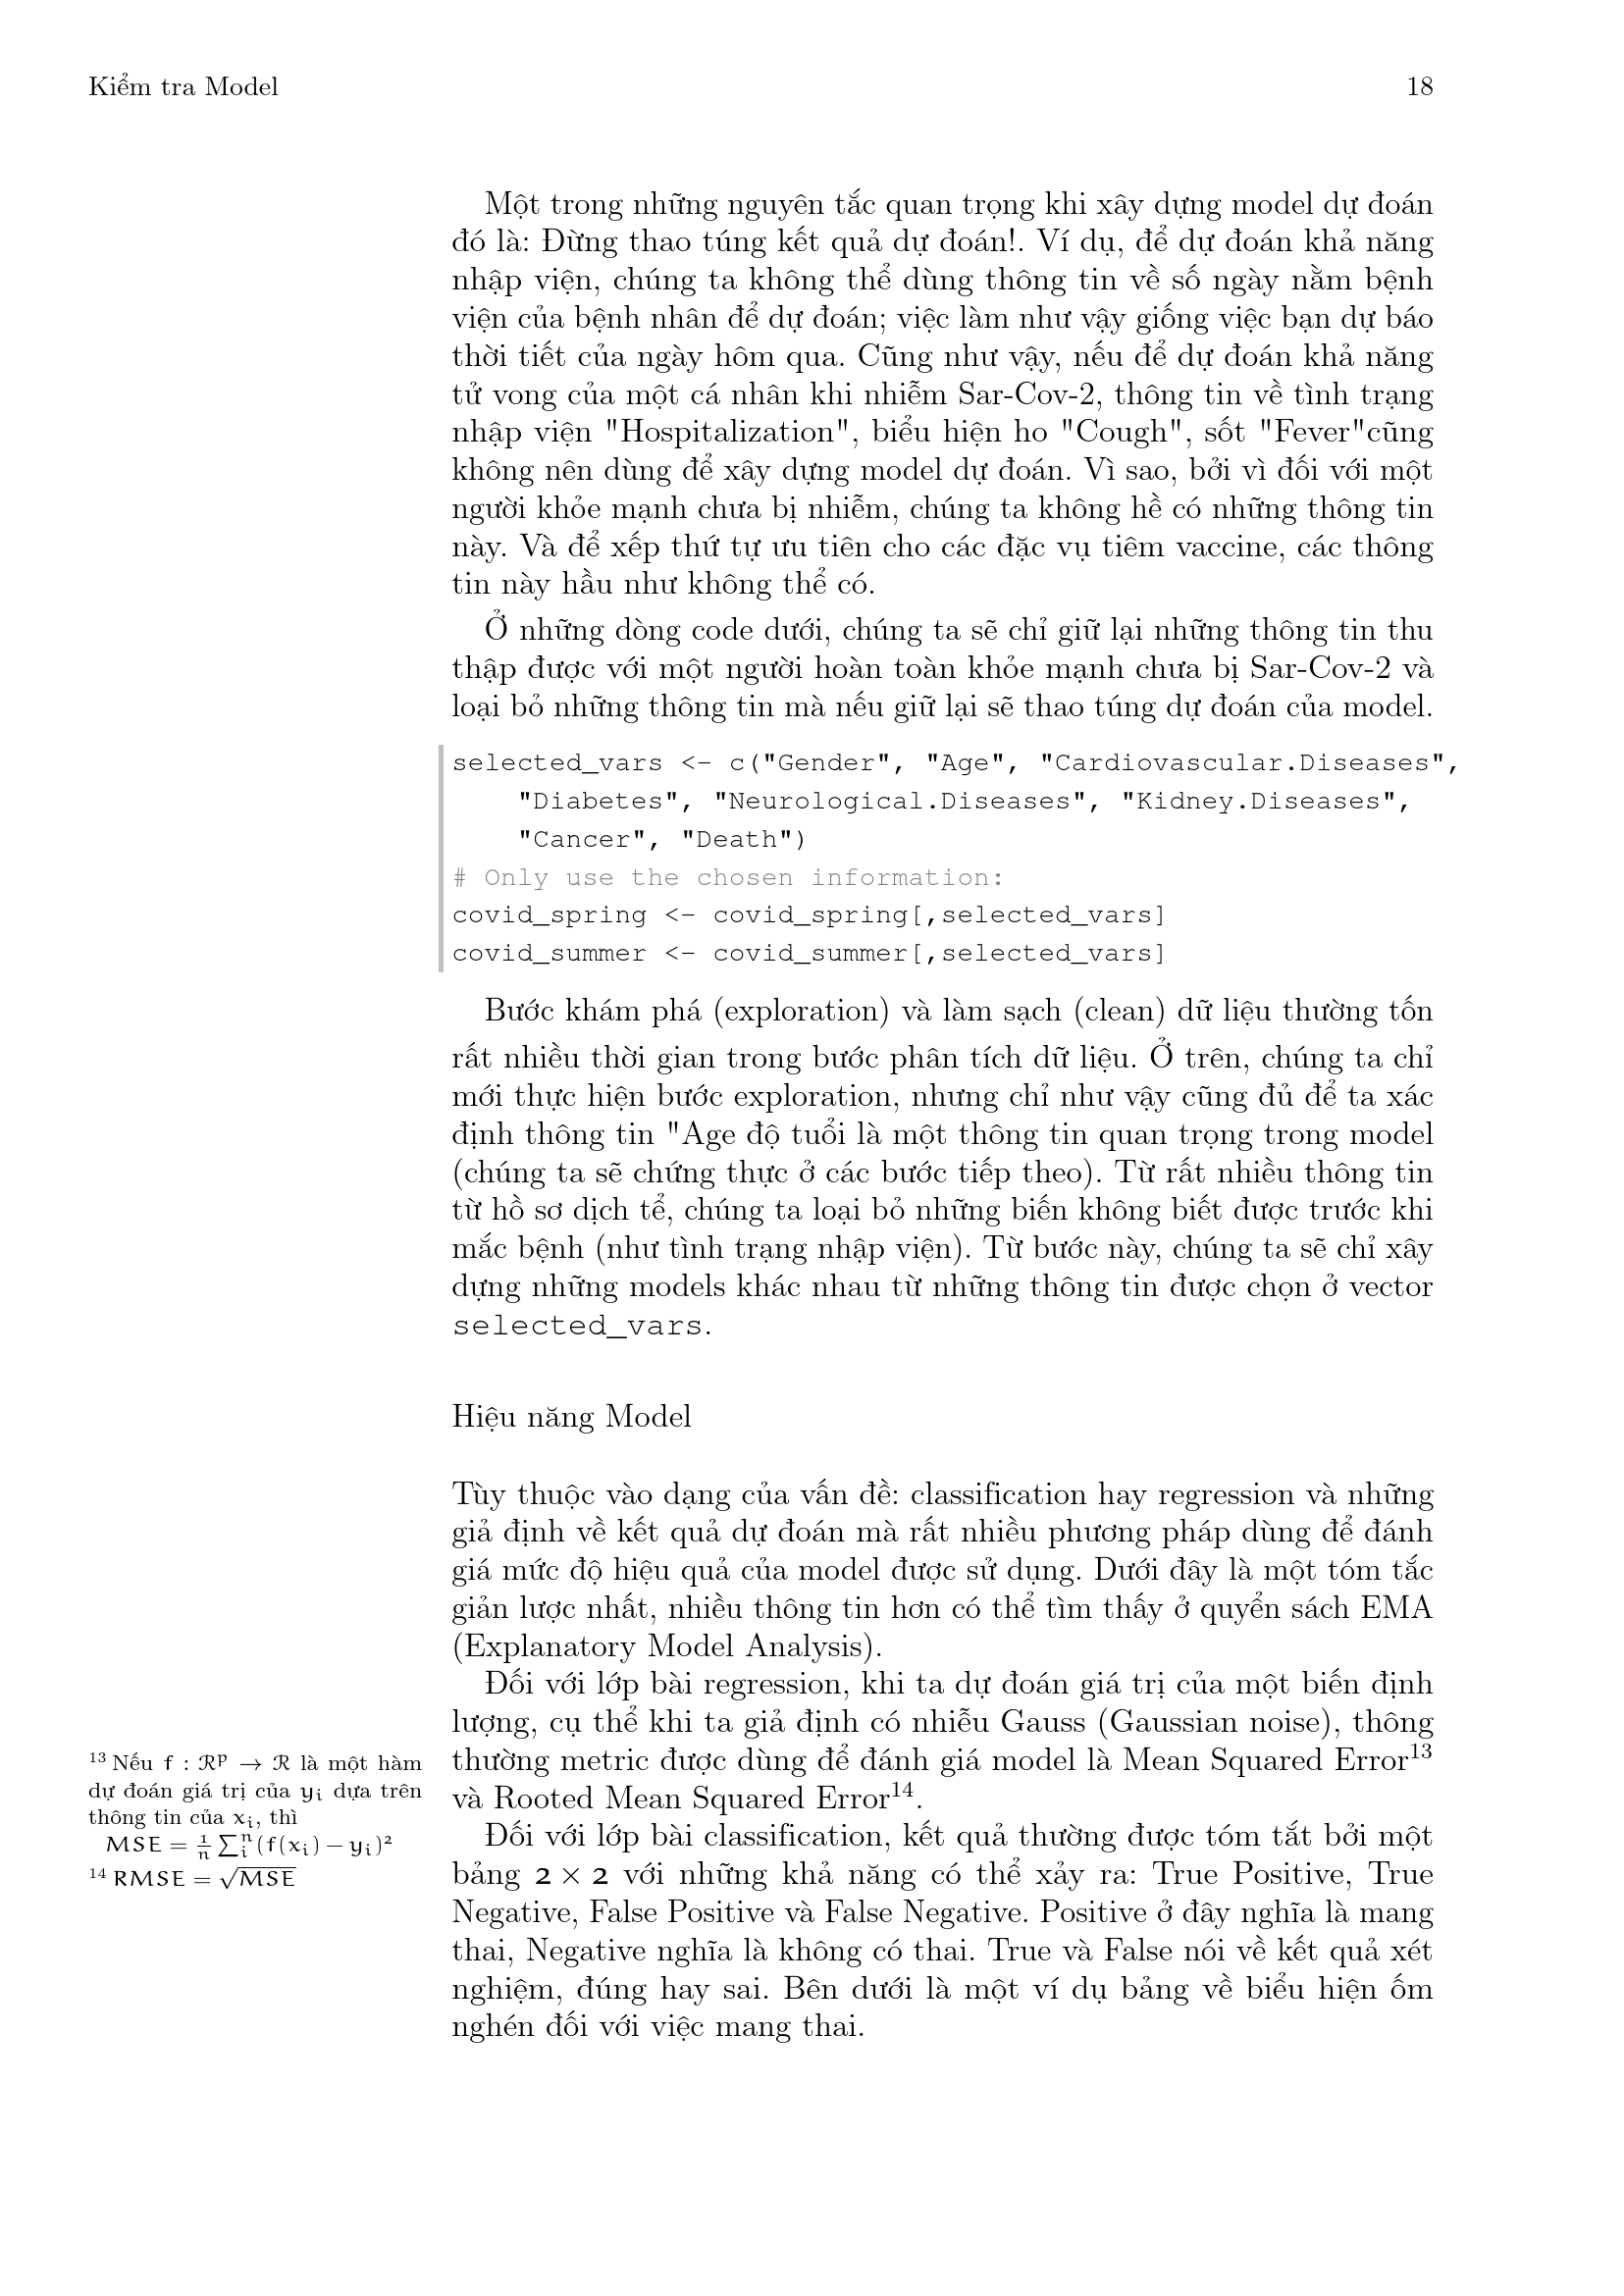 Kiểm tra Model 18
Một trong những nguyên tắc quan trọng khi xây dựng model dự đoán
đó là: Đừng thao túng kết quả dự đoán!. Ví dụ, để dự đoán khả năng
nhập viện, chúng ta không thể dùng thông tin về số ngày nằm bệnh
viện của bệnh nhân để dự đoán; việc làm như vậy giống việc bạn dự báo
thời tiết của ngày hôm qua. Cũng như vậy, nếu để dự đoán khả năng
tử vong của một cá nhân khi nhiễm Sar-Cov-2, thông tin về tình trạng
nhập viện "Hospitalization", biểu hiện ho "Cough", sốt "Fever"cũng
không nên dùng để xây dựng model dự đoán. Vì sao, bởi vì đối với một
người khỏe mạnh chưa bị nhiễm, chúng ta không hề có những thông tin
này. Và để xếp thứ tự ưu tiên cho các đặc vụ tiêm vaccine, các thông
tin này hầu như không thể có.
Ở những dòng code dưới, chúng ta sẽ chỉ giữ lại những thông tin thu
thập được với một người hoàn toàn khỏe mạnh chưa bị Sar-Cov-2 và
loại bỏ những thông tin mà nếu giữ lại sẽ thao túng dự đoán của model.
selected_vars <- c("Gender", "Age", "Cardiovascular.Diseases",
"Diabetes", "Neurological.Diseases", "Kidney.Diseases",
"Cancer", "Death")
# Only use the chosen information:
covid_spring <- covid_spring[,selected_vars]
covid_summer <- covid_summer[,selected_vars]
Bước khám phá (exploration) và làm sạch (clean) dữ liệu thường tốn
rất nhiều thời gian trong bước phân tích dữ liệu. Ở trên, chúng ta chỉ
mới thực hiện bước exploration, nhưng chỉ như vậy cũng đủ để ta xác
định thông tin "Age độ tuổi là một thông tin quan trọng trong model
(chúng ta sẽ chứng thực ở các bước tiếp theo). Từ rất nhiều thông tin
từ hồ sơ dịch tể, chúng ta loại bỏ những biến không biết được trước khi
mắc bệnh (như tình trạng nhập viện). Từ bước này, chúng ta sẽ chỉ xây
dựng những models khác nhau từ những thông tin được chọn ở vector
selected_vars.
Hiệu năng Model
Tùy thuộc vào dạng của vấn đề: classification hay regression và những
giả định về kết quả dự đoán mà rất nhiều phương pháp dùng để đánh
giá mức độ hiệu quả của model được sử dụng. Dưới đây là một tóm tắc
giản lược nhất, nhiều thông tin hơn có thể tìm thấy ở quyển sách EMA
(Explanatory Model Analysis).
Đối với lớp bài regression, khi ta dự đoán giá trị của một biến định
lượng, cụ thể khi ta giả định có nhiễu Gauss (Gaussian noise), thông
thường metric được dùng để đánh giá model là Mean Squared Error¹³
và Rooted Mean Squared Error¹⁴.
Đối với lớp bài classification, kết quả thường được tóm tắt bởi một
bảng 2 × 2 với những khả năng có thể xảy ra: True Positive, True
Negative, False Positive và False Negative. Positive ở đây nghĩa là mang
thai, Negative nghĩa là không có thai. True và False nói về kết quả xét
nghiệm, đúng hay sai. Bên dưới là một ví dụ bảng về biểu hiện ốm
nghén đối với việc mang thai.
¹³ Nếu f : ℛᵖ → ℛ là một hàm
dự đoán giá trị của yᵢ dựa trên
thông tin của xᵢ, thì
MSE = 1/n ∑ᵢⁿ(f(xᵢ) − yᵢ)²
¹⁴ RMSE = √MSE